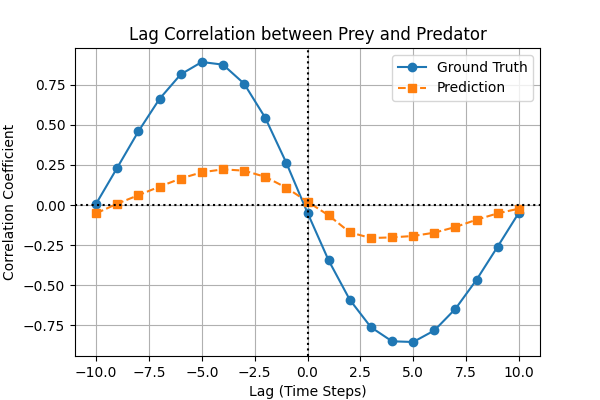 Lag Correlation between Prey and Predator
Ground Truth
Prediction
Correlation Coefficient
0.75
0.50
0.25
0.00
−0.25
−0.50
−0.75
−10.0 −7.5 −5.0 −2.5 0.0 2.5 5.0 7.5 10.0
Lag (Time Steps)